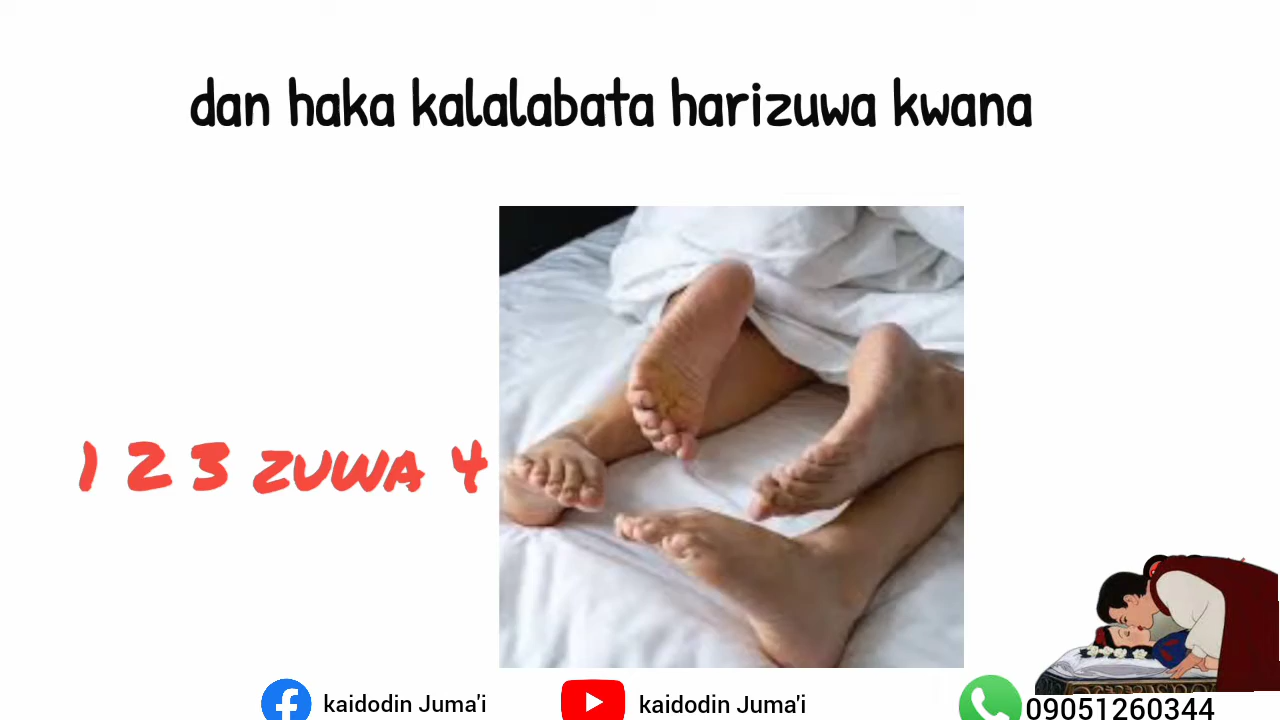 dan haka kalalabata harizuwa kwana
1 2 3 zuwa 4
kaidodin Juma'i kaidodin Juma'i 09051260344